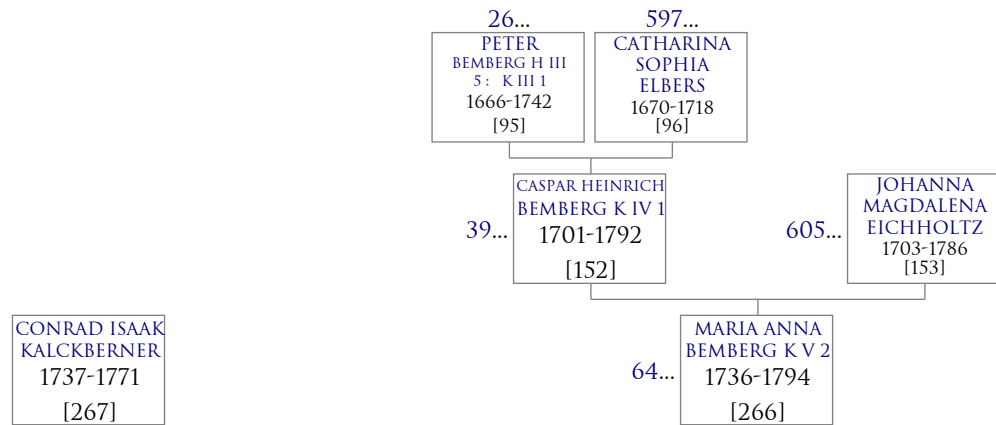 26...
597...
PETER
BEMBERG H III
5 : K III 1
1666-1742
[95]
CATHARINA
SOPHIA
ELBERS
1670-1718
[96]
39...
CASPAR HEINRICH
BEMBERG K IV 1
1701-1792
[152]
605...
JOHANNA
MAGDALENA
EICHHOLTZ
1703-1786
[153]
CONRAD ISAAK
KALCKBERNER
1737-1771
[267]
64...
MARIA ANNA
BEMBERG K V 2
1736-1794
[266]